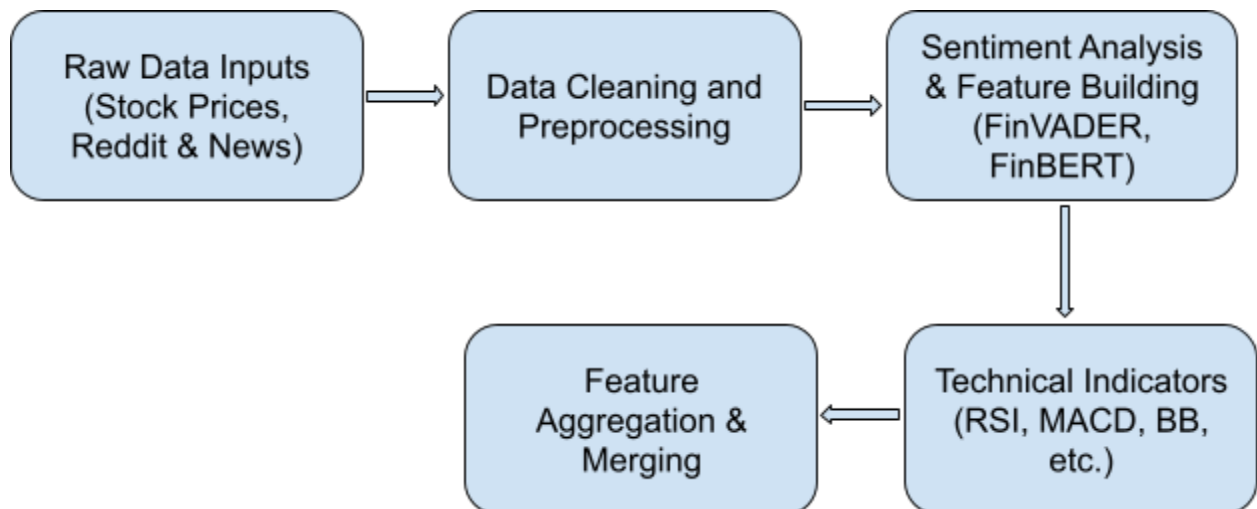 Raw Data Inputs
(Stock Prices,
Reddit & News)
Data Cleaning and
Preprocessing
Sentiment Analysis
& Feature Building
(FinVADER,
FinBERT)
Technical Indicators
(RSI, MACD, BB,
etc.)
Feature
Aggregation &
Merging